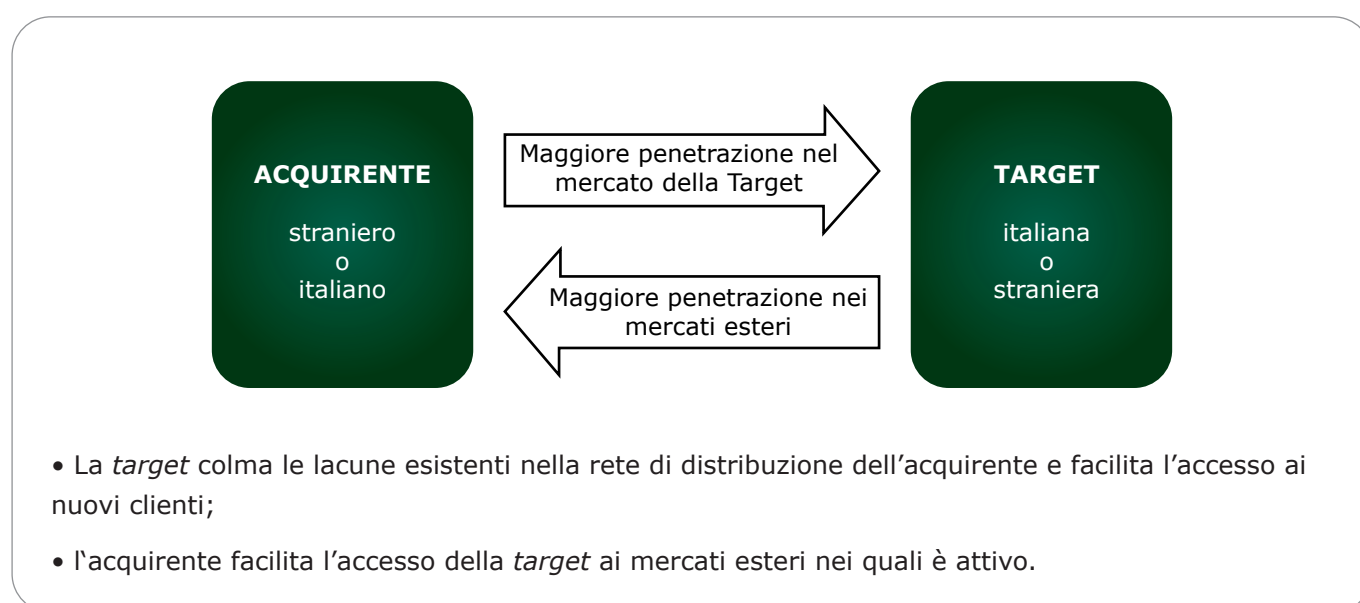 ACQUIRENTE
straniero
o
italiano
Maggiore penetrazione nel
mercato della Target
Maggiore penetrazione nei
mercati esteri
TARGET
italiana
o
straniera
• La target colma le lacune esistenti nella rete di distribuzione dell’acquirente e facilita l’accesso ai
nuovi clienti;
• l‘acquirente facilita l’accesso della target ai mercati esteri nei quali è attivo.